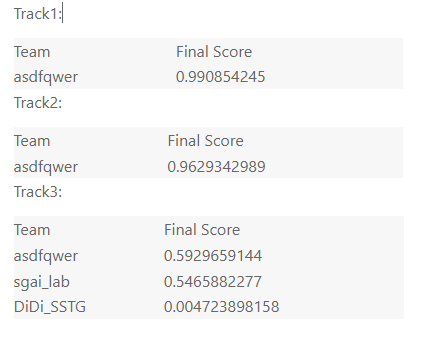 Track1:
Team Final Score
asdfqwer 0.990854245
Track2:
Team Final Score
asdfqwer 0.9629342989
Track3:
Team Final Score
asdfqwer 0.5929659144
sgai_lab 0.5465882277
DiDi_SSTG 0.004723898158